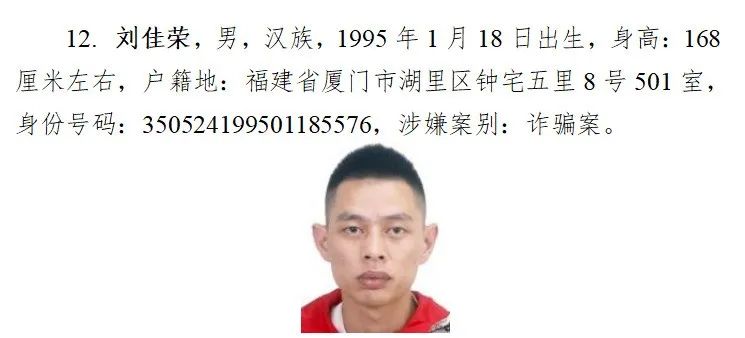 12. 刘佳荣，男，汉族，1995 年 1 月 18 日出生，身高：168
厘米左右，户籍地：福建省厦门市湖里区钟宅五里 8 号 501 室，
身份号码：350524199501185576，涉嫌案别：诈骗案。